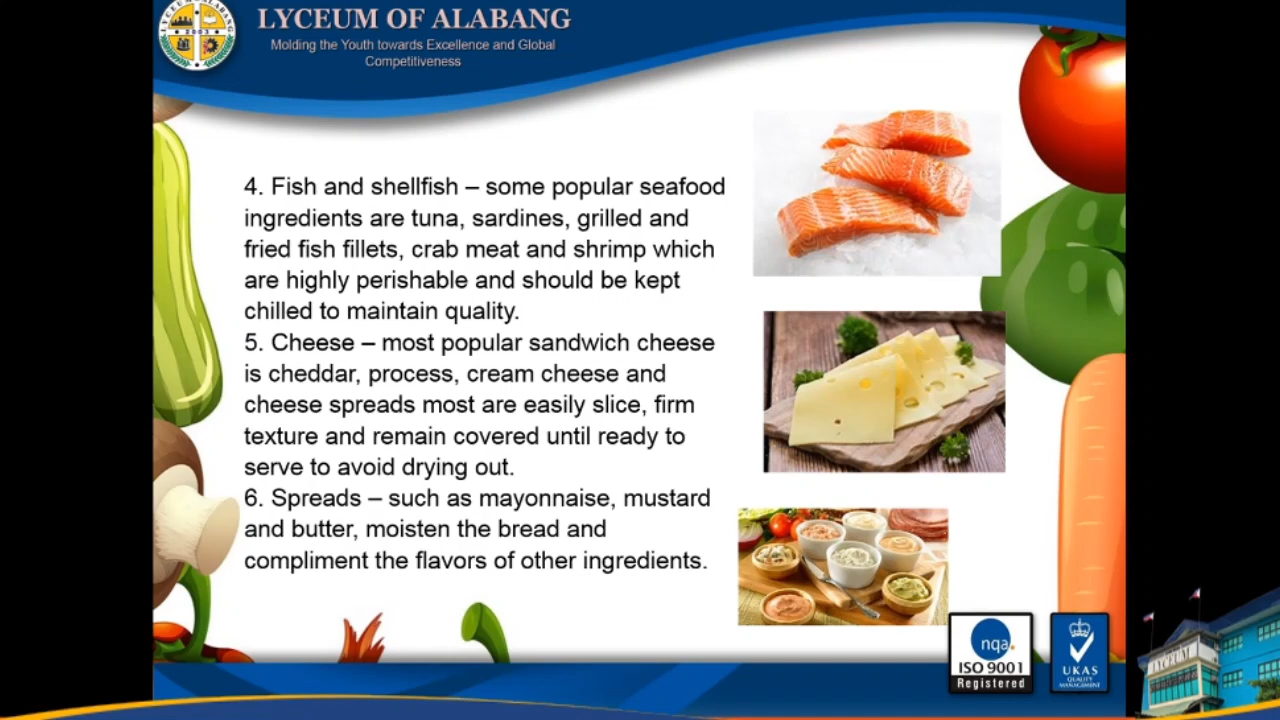 LYCEUM OF ALABANG
Molding the Youth towards Excellence and Global
Competitiveness
4. Fish and shellfish – some popular seafood
ingredients are tuna, sardines, grilled and
fried fish fillets, crab meat and shrimp which
are highly perishable and should be kept
chilled to maintain quality.
5. Cheese – most popular sandwich cheese
is cheddar, process, cream cheese and
cheese spreads most are easily slice, firm
texture and remain covered until ready to
serve to avoid drying out.
6. Spreads – such as mayonnaise, mustard
and butter, moisten the bread and
compliment the flavors of other ingredients.
nqa.
ISO 9001
Registered
UKAS
QUALITY
MANAGEMENT
LYCEUM
2003